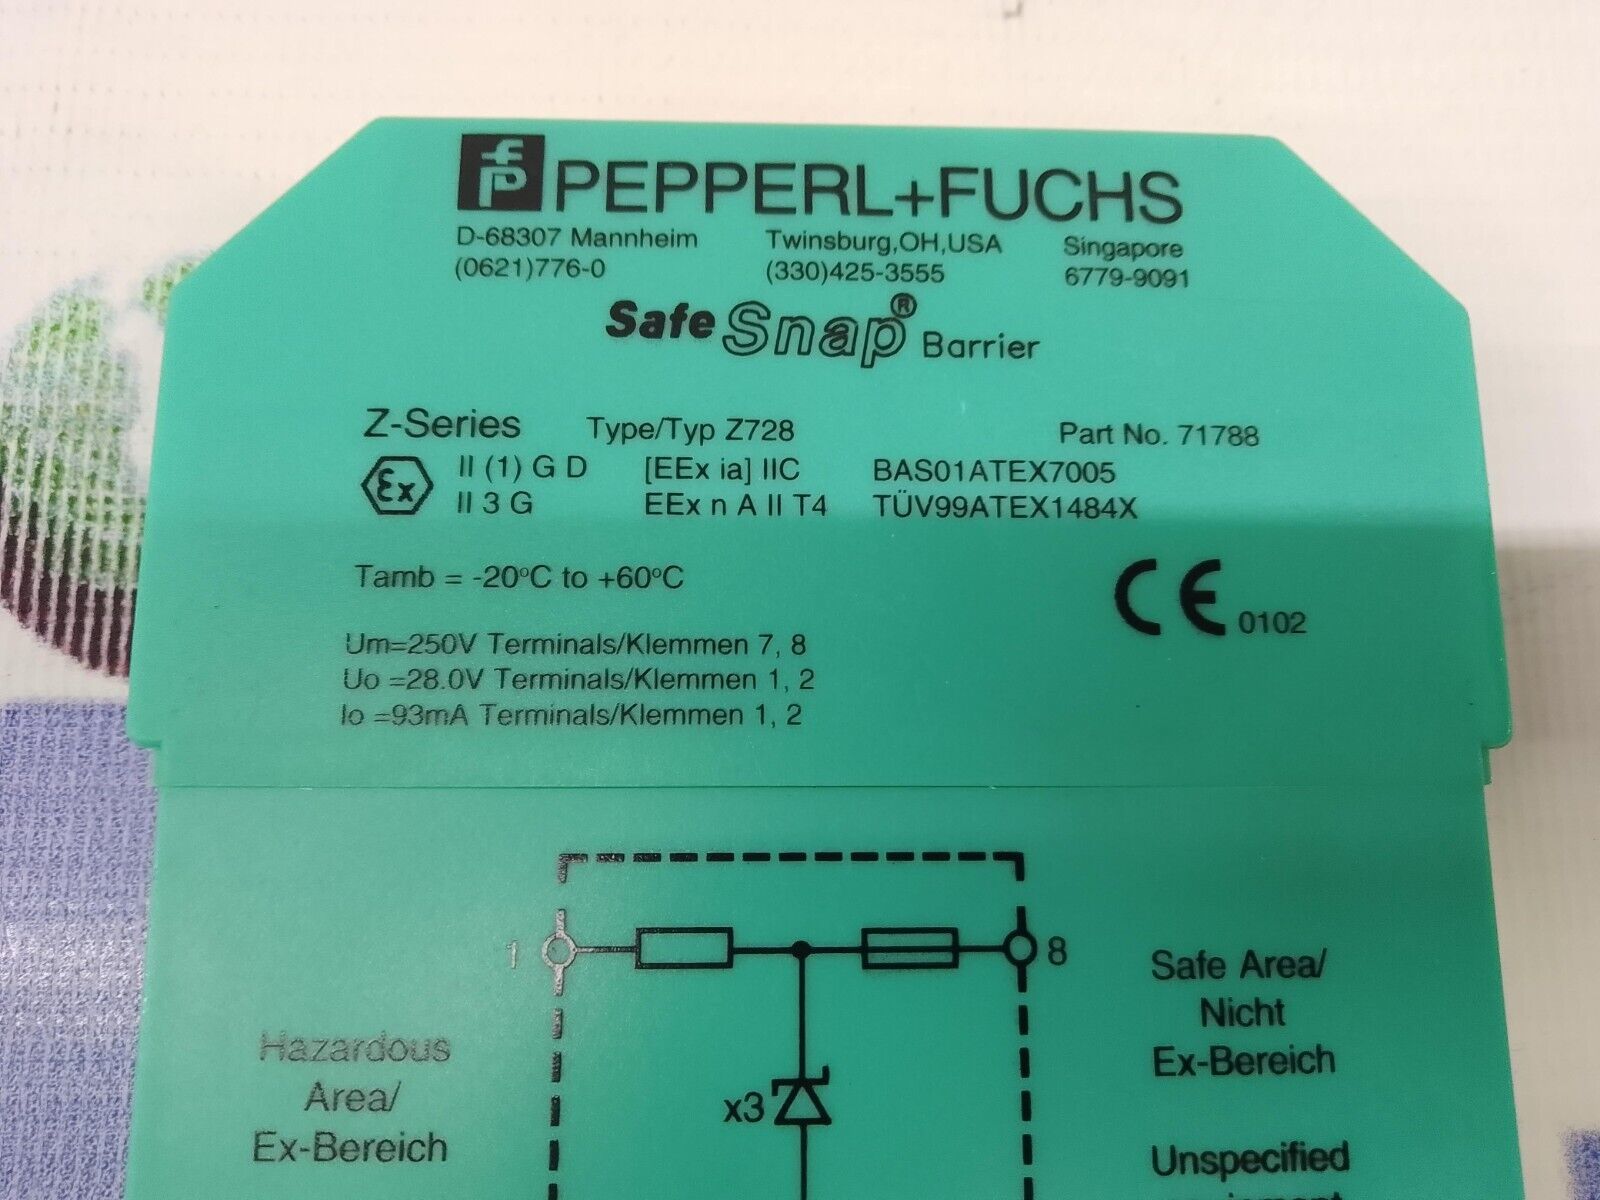 PEPPERL+FUCHS
D-68307 Mannheim Twinsburg,OH,USA Singapore
(0621)776-0 (330)425-3555 6779-9091
Safe Snap® Barrier
Z-Series Type/Typ Z728 Part No. 71788
Ex II (1) G D [EEx ia] IIC BAS01ATEX7005
II 3 G EEx n A II T4 TÜV99ATEX1484X
Tamb = -20°C to +60°C
CE 0102
Um=250V Terminals/Klemmen 7, 8
Uo =28.0V Terminals/Klemmen 1, 2
Io =93mA Terminals/Klemmen 1, 2
1 8
Hazardous
Area/
Ex-Bereich
x3
Safe Area/
Nicht
Ex-Bereich
Unspecified